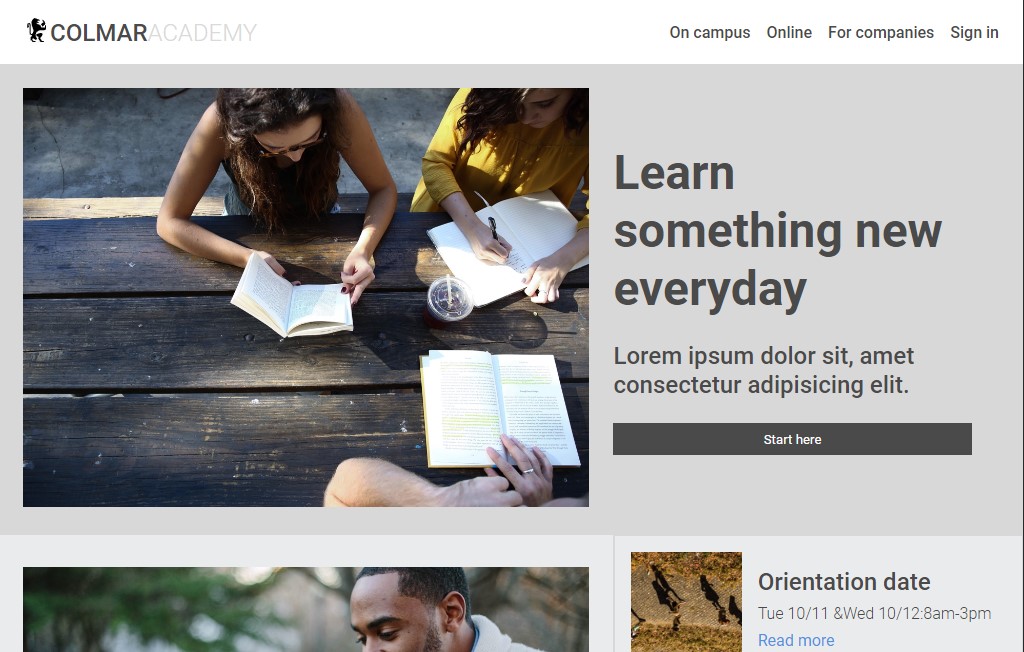 COLMARACADEMY
On campus Online For companies Sign in
Learn
something new
everyday
Lorem ipsum dolor sit, amet
consectetur adipisicing elit.
Start here
Orientation date
Tue 10/11 &Wed 10/12:8am-3pm
Read more